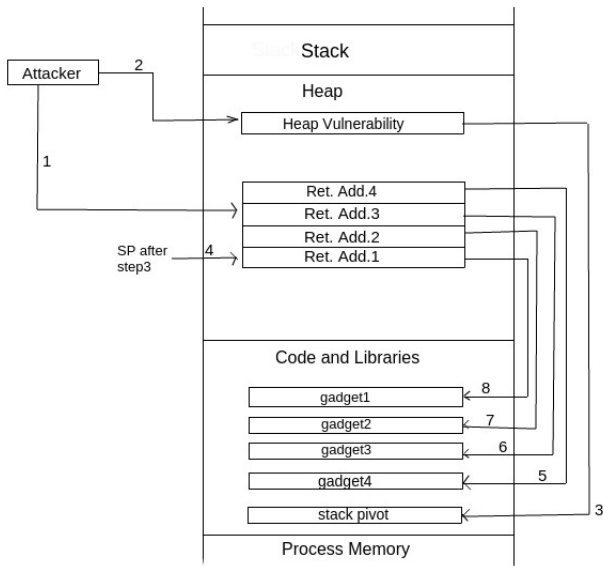 Stack
Attacker
2
Heap
Heap Vulnerability
1
Ret. Add.4
Ret. Add.3
Ret. Add.2
SP after
step3
4
Ret. Add.1
Code and Libraries
gadget1
8
gadget2
7
gadget3
6
gadget4
5
stack pivot
3
Process Memory